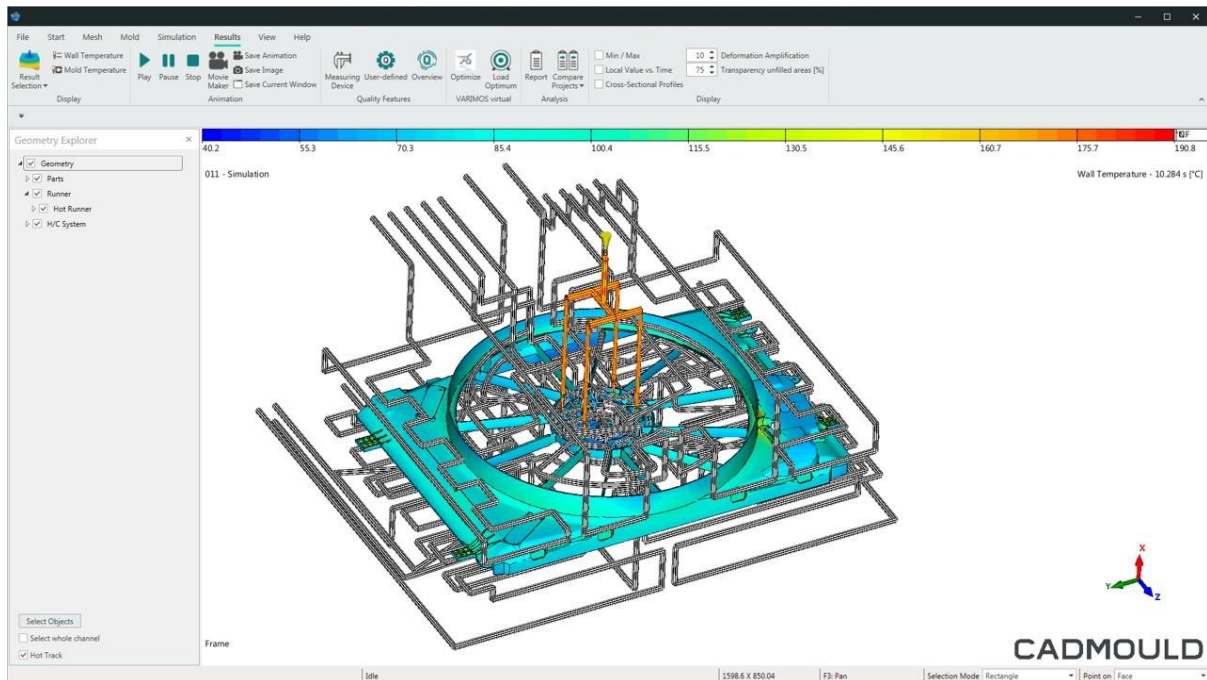 File Start Mesh Mold Simulation Results View Help
Wall Temperature
Mold Temperature
Result Selection
Display
Play Pause Stop
Movie Maker
Save Animation
Save Image
Save Current Window
Animation
Measuring Device
User-defined
Overview
Quality Features
Optimize
Load Optimum
VARIMOS virtual
Report
Compare Projects
Analysis
Min / Max
Local Value vs. Time
Cross-Sectional Profiles
10 Deformation Amplification
75 Transparency unfilled areas [%]
Display
Geometry Explorer
Geometry
Parts
Runner
Hot Runner
H/C System
40.2 55.3 70.3 85.4 100.4 115.5 130.5 145.6 160.7 175.7 190.8
011 - Simulation
Wall Temperature - 10.284 s [°C]
X
Y
Z
Select Objects
Select whole channel
Hot Track
Frame
CADMOULD
Idle
1598.6 X 850.04
F3: Pan
Selection Mode Rectangle
Point on Face